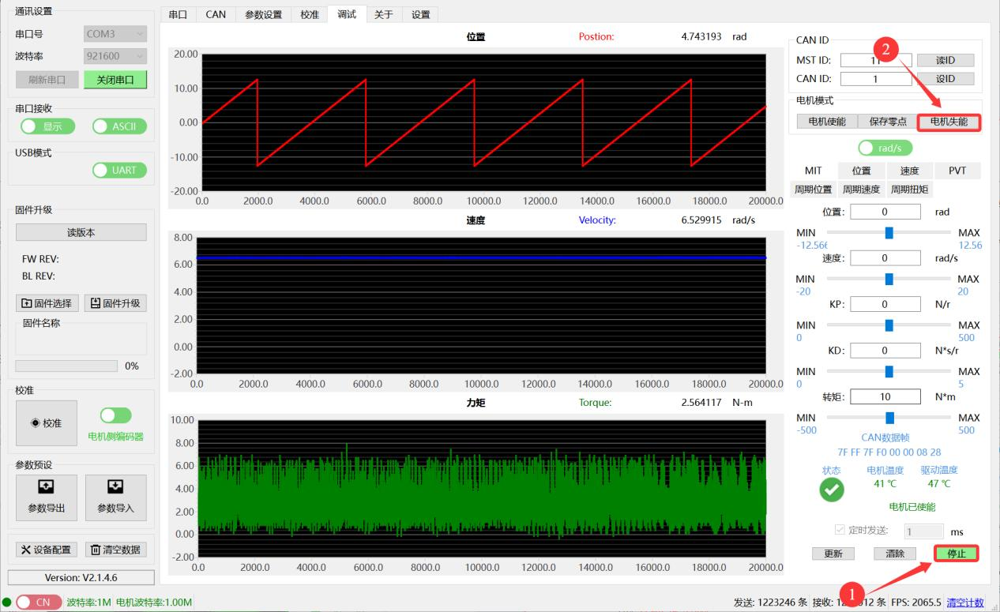 通讯设置
串口号
COM3
波特率
921600
刷新串口
关闭串口
串口接收
显示
ASCII
USB模式
UART
固件升级
读版本
FW REV:
BL REV:
固件选择
固件升级
固件名称
0%
校准
校准
电机侧编码器
参数预设
参数导出
参数导入
设备配置
清空数据
Version: V2.1.4.6
CN
波特率:1M
电机波特率:1.00M
串口
CAN
参数设置
校准
调试
关于
设置
位置
Postion:
4.743193 rad
20.00
10.00
0.00
-10.00
-20.00
0.0 2000.0 4000.0 6000.0 8000.0 10000.0 12000.0 14000.0 16000.0 18000.0 20000.0
速度
Velocity:
6.529915 rad/s
8.00
6.00
4.00
2.00
0.00
-2.00
0.0 2000.0 4000.0 6000.0 8000.0 10000.0 12000.0 14000.0 16000.0 18000.0 20000.0
力矩
Torque:
2.564117 N-m
10.00
8.00
6.00
4.00
2.00
0.00
-2.00
0.0 2000.0 4000.0 6000.0 8000.0 10000.0 12000.0 14000.0 16000.0 18000.0 20000.0
CAN ID
2
MST ID:
11
读ID
CAN ID:
1
设ID
电机模式
电机使能
保存零点
电机失能
rad/s
MIT
位置
速度
PVT
周期位置
周期速度
周期扭矩
位置: 0 rad
MIN MAX
-12.566 12.56
速度: 0 rad/s
MIN MAX
-20 20
KP: 0 N/r
MIN MAX
0 500
KD: 0 N*s/r
MIN MAX
0 5
转矩: 10 N*m
MIN MAX
-500 500
CAN数据帧
7F FF 7F F0 00 00 08 28
状态
电机温度
驱动温度
41 ℃
47 ℃
电机已使能
定时发送:
1
ms
更新
清除
停止
1
发送: 1223246 条
接收: 条
FPS: 2065.5
清空计数